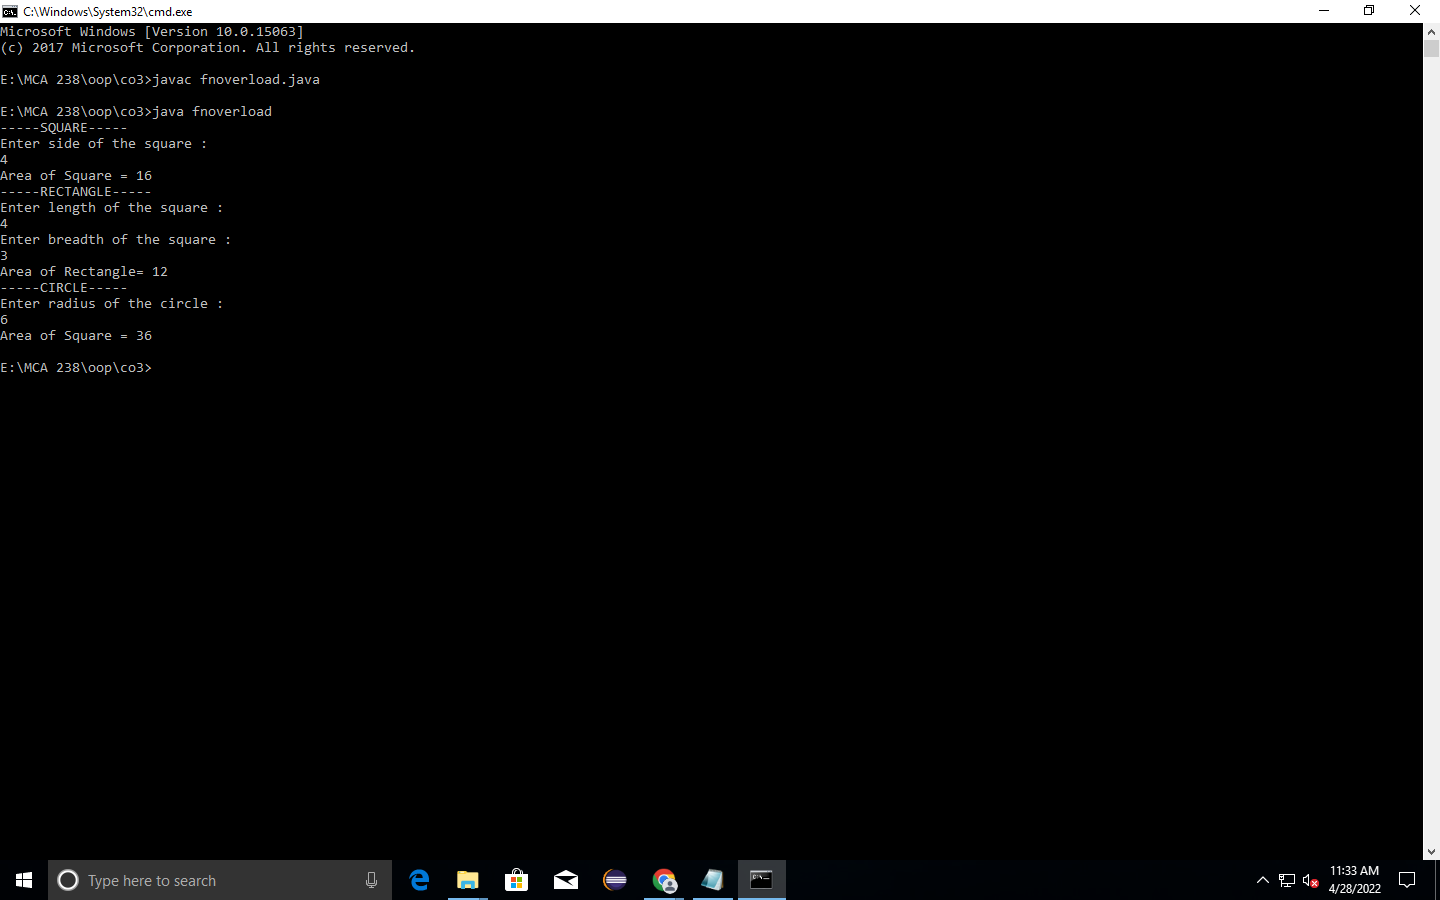 C:\Windows\System32\cmd.exe
Microsoft Windows [Version 10.0.15063]
(c) 2017 Microsoft Corporation. All rights reserved.
E:\MCA 238\oop\co3>javac fnoverload.java
E:\MCA 238\oop\co3>java fnoverload
-----SQUARE-----
Enter side of the square :
4
Area of Square = 16
-----RECTANGLE-----
Enter length of the square :
4
Enter breadth of the square :
3
Area of Rectangle= 12
-----CIRCLE-----
Enter radius of the circle :
6
Area of Square = 36
E:\MCA 238\oop\co3>
Type here to search
11:33 AM
4/28/2022